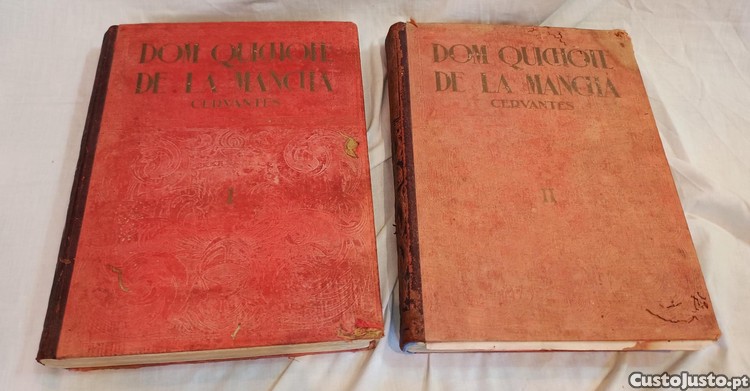 DOM QUICHOTE
DE LA MANCHA
CERVANTES
I
DOM QUICHOTE
DE LA MANCHA
CERVANTES
II
CustoJusto.pt